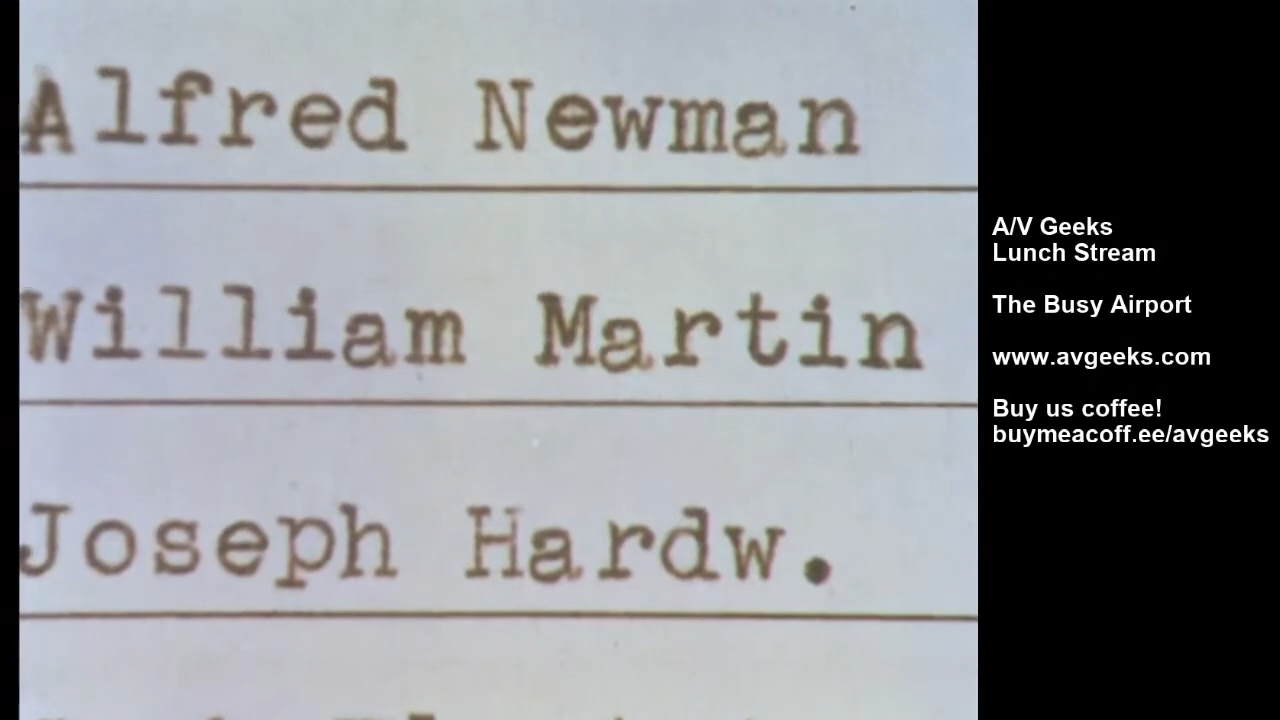 Alfred Newman
William Martin
Joseph Hardw.
A/V Geeks
Lunch Stream
The Busy Airport
www.avgeeks.com
Buy us coffee!
buymeacoff.ee/avgeeks